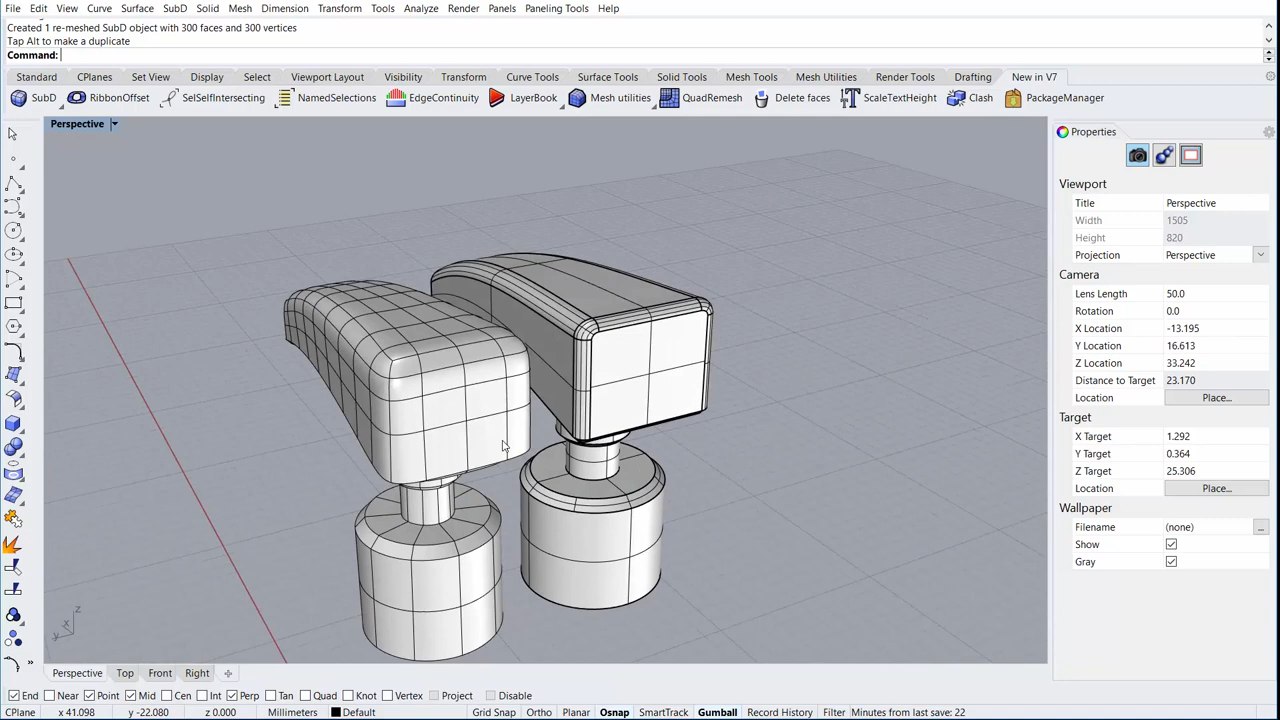 File Edit View Curve Surface SubD Solid Mesh Dimension Transform Tools Analyze Render Panels Paneling Tools Help
Created 1 re-meshed SubD object with 300 faces and 300 vertices
Tap Alt to make a duplicate
Command:
Standard CPlanes Set View Display Select Viewport Layout Visibility Transform Curve Tools Surface Tools Solid Tools Mesh Tools Mesh Utilities Render Tools Drafting New in V7
SubD RibbonOffset SelSelfIntersecting NamedSelections EdgeContinuity LayerBook Mesh utilities QuadRemesh Delete faces ScaleTextHeight Clash PackageManager
Perspective
Properties
Viewport
Title Perspective
Width 1505
Height 820
Projection Perspective
Camera
Lens Length 50.0
Rotation 0.0
X Location -13.195
Y Location 16.613
Z Location 33.242
Distance to Target 23.170
Location Place...
Target
X Target 1.292
Y Target 0.364
Z Target 25.306
Location Place...
Wallpaper
Filename (none) ...
Show
Gray
z
x
y
Perspective Top Front Right
End Near Point Mid Cen Int Perp Tan Quad Knot Vertex Project Disable
CPlane x 41.098 y -22.080 z 0.000 Millimeters Default Grid Snap Ortho Planar Osnap SmartTrack Gumball Record History Filter Minutes from last save: 22